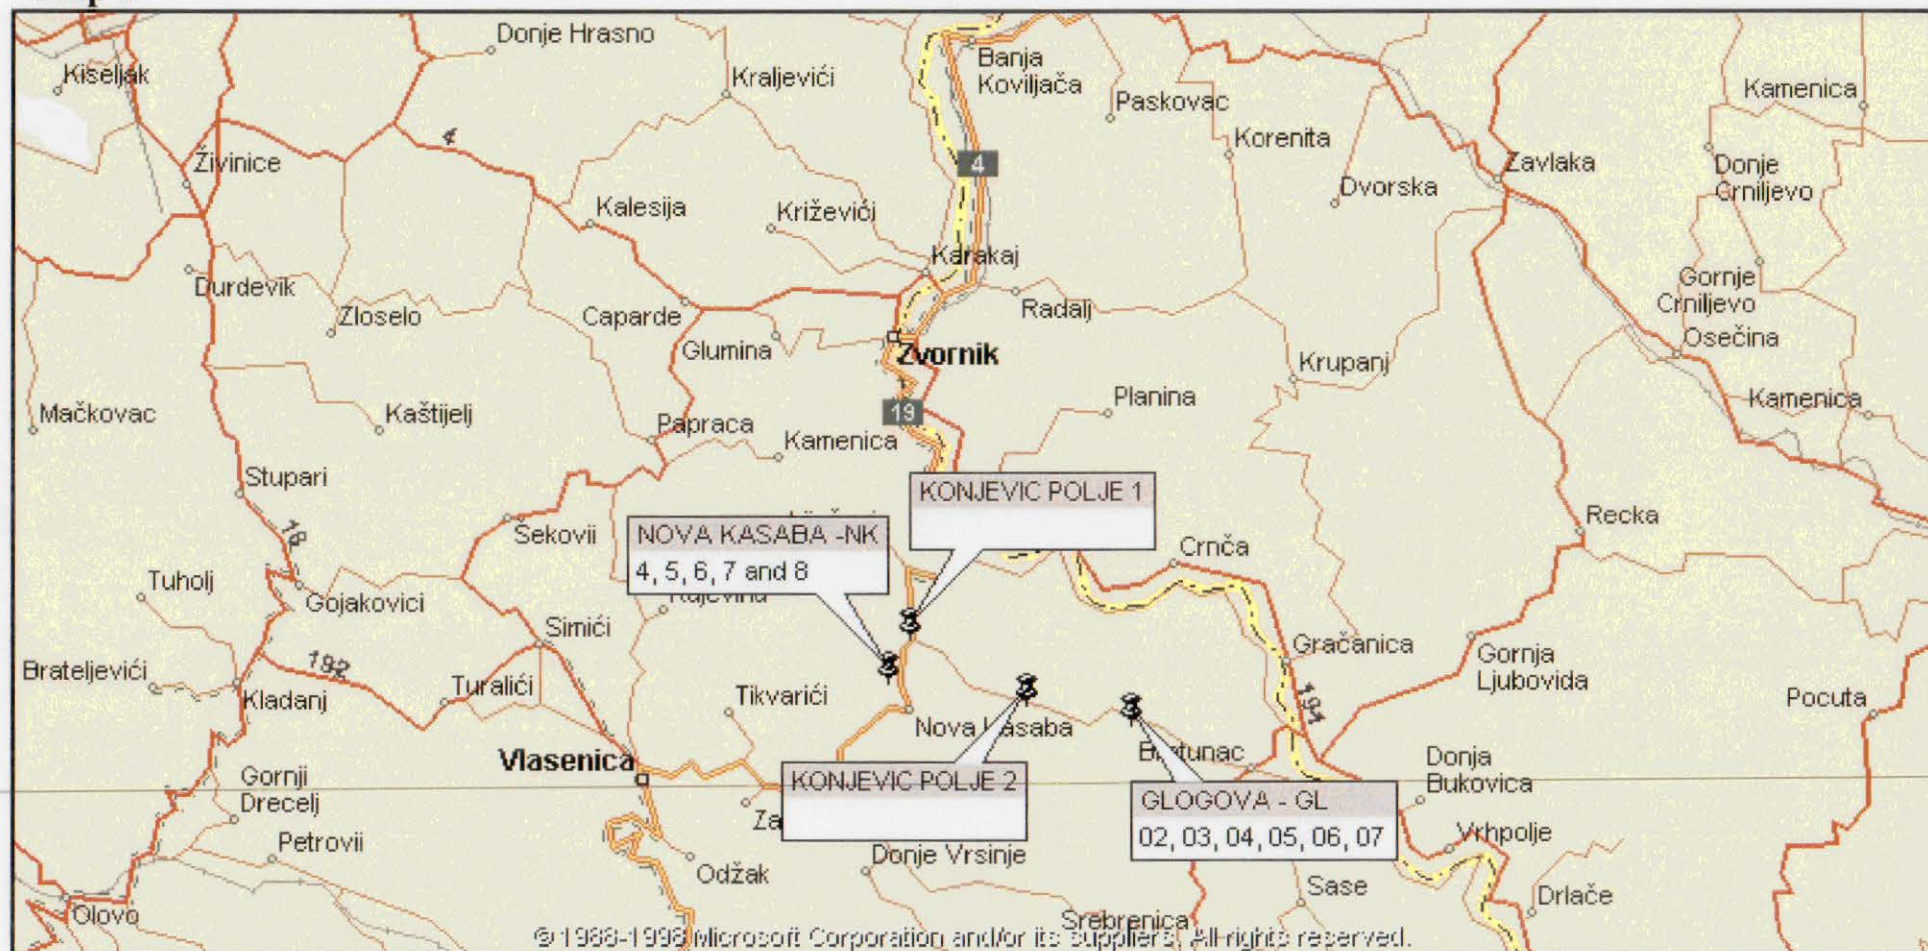 Donje Hrasno
Kiseljak
Kraljevići
Banja
Koviljača
Paskovac
Kamenica
Korenita
4
Živinice
4
Zavlaka
Donje
Crniljevo
Dvorska
Kalesija
Križevići
Karakaj
Đurđevik
Gornje
Crniljevo
Zloselo
Caparde
Radalj
Glumina
Zvornik
Osečina
Krupanj
Mačkovac
Kaštijelj
19
Planina
Kamenica
Papraca
Kamenica
Stupari
KONJEVIC POLJE 1
18
Šekovii
NOVA KASABA -NK
4, 5, 6, 7 and 8
Recka
Crnča
Tuholj
Gojakovici
Simići
Gračanica
Brateljevići
192
Kladanj
Turalići
Tikvarići
Gornja
Ljubovida
191
Pocuta
Nova Kasaba
Bratunac
Vlasenica
Donja
Bukovica
Gornji
Drecelj
KONJEVIC POLJE 2
GLOGOVA - GL
02, 03, 04, 05, 06, 07
Za
Petrovii
Vrhpolje
Odžak
Donje Vrsinje
Sase
Drlače
Olovo
Srebrenica
© 1988-1998 Microsoft Corporation and/or its suppliers. All rights reserved.